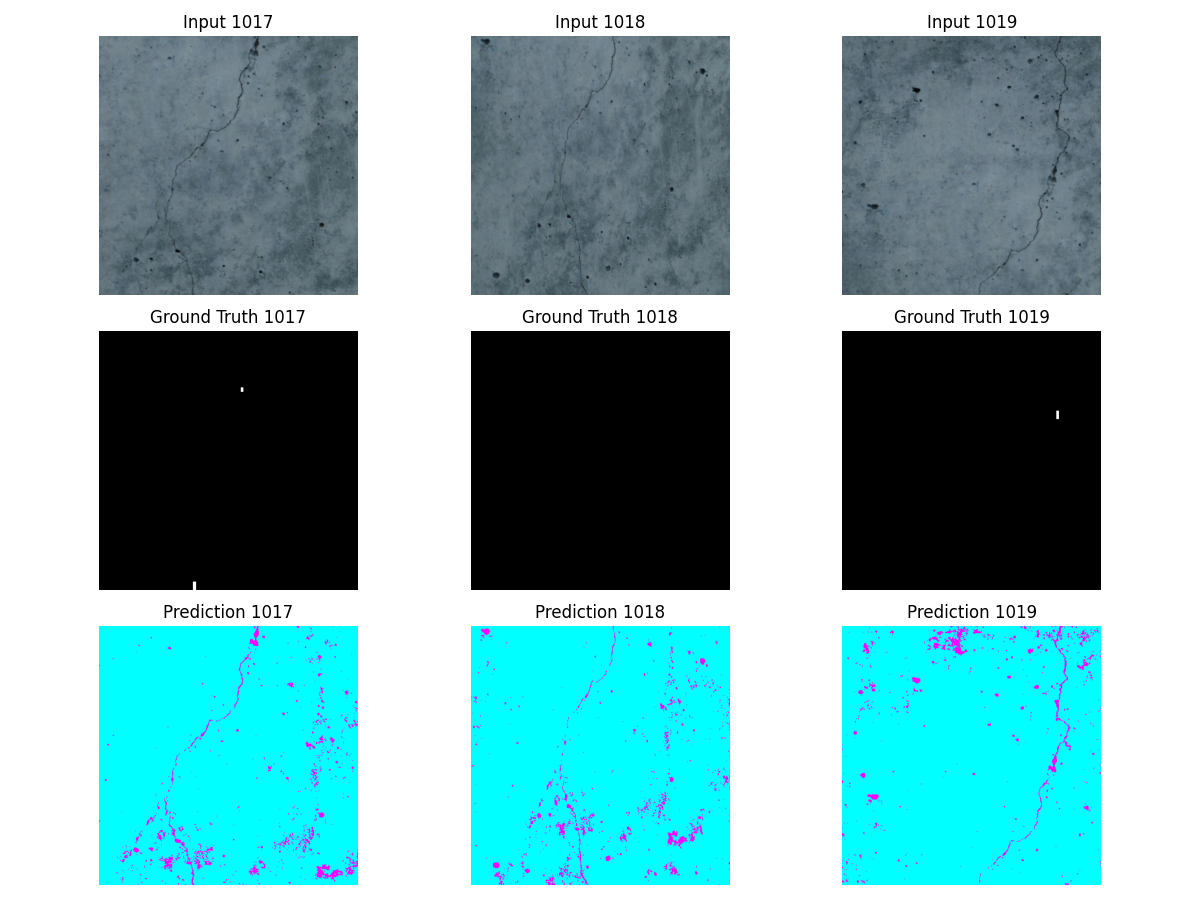 Input 1017
Input 1018
Input 1019
Ground Truth 1017
Ground Truth 1018
Ground Truth 1019
Prediction 1017
Prediction 1018
Prediction 1019